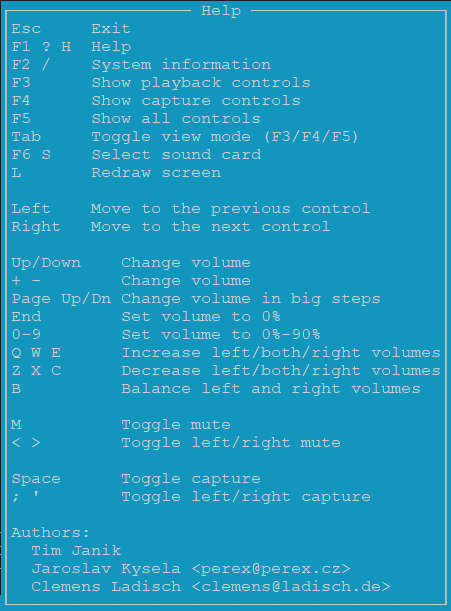 Help
Esc Exit
F1 ? H Help
F2 / System information
F3 Show playback controls
F4 Show capture controls
F5 Show all controls
Tab Toggle view mode (F3/F4/F5)
F6 S Select sound card
L Redraw screen
Left Move to the previous control
Right Move to the next control
Up/Down Change volume
+ - Change volume
Page Up/Dn Change volume in big steps
End Set volume to 0%
0-9 Set volume to 0%-90%
Q W E Increase left/both/right volumes
Z X C Decrease left/both/right volumes
B Balance left and right volumes
M Toggle mute
< > Toggle left/right mute
Space Toggle capture
; ' Toggle left/right capture
Authors:
Tim Janik
Jaroslav Kysela <perex@perex.cz>
Clemens Ladisch <clemens@ladisch.de>